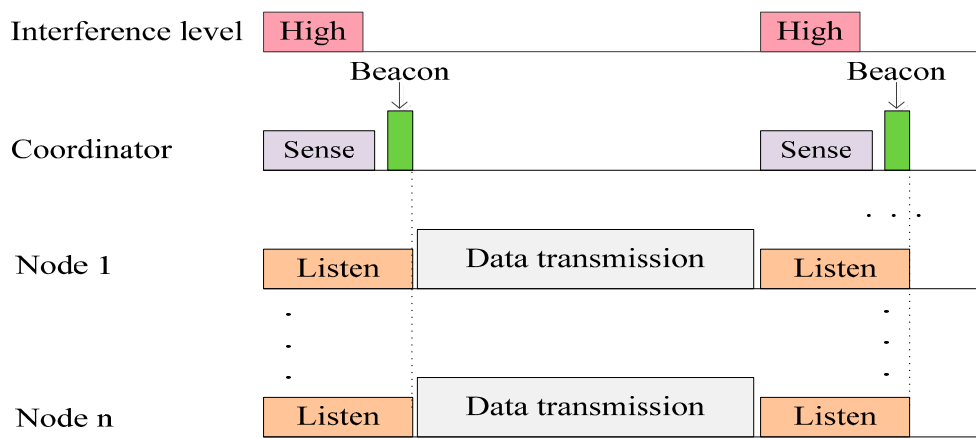 Interference level High High
Beacon Beacon
Coordinator Sense Sense
. . .
Node 1 Listen Data transmission Listen
Node n Listen Data transmission Listen